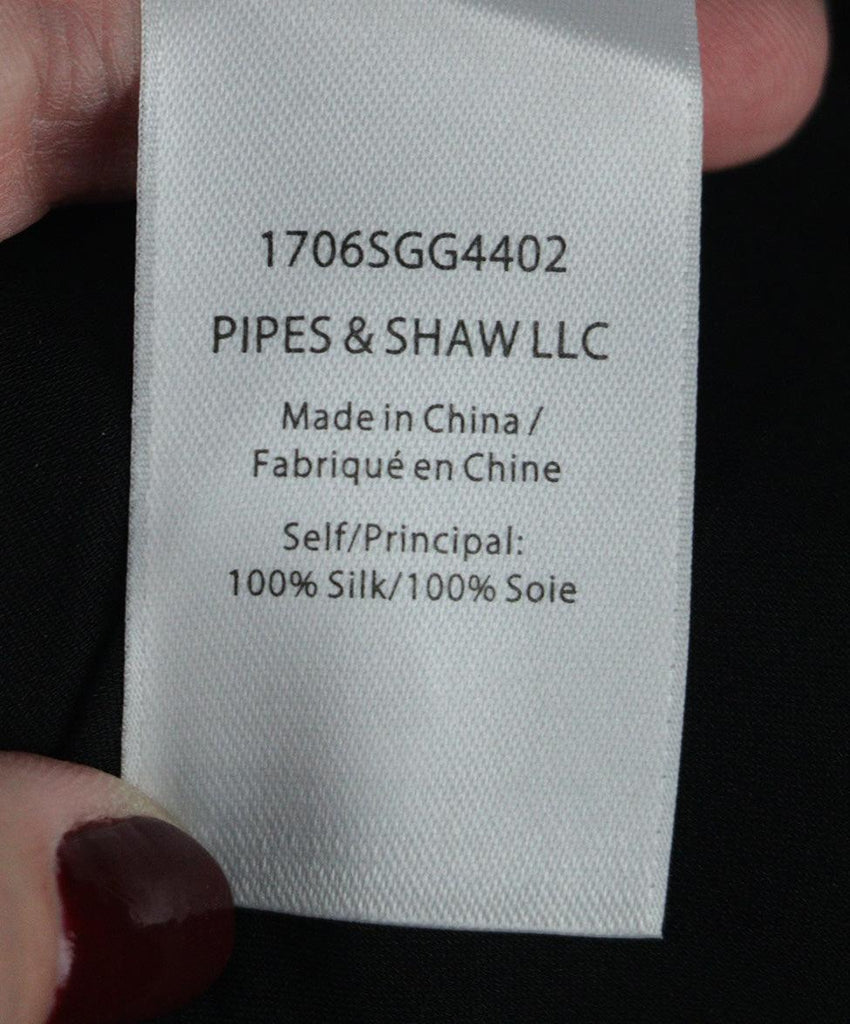 1706SGG4402
PIPES & SHAW LLC
Made in China /
Fabriqué en Chine
Self/Principal:
100% Silk/100% Soie